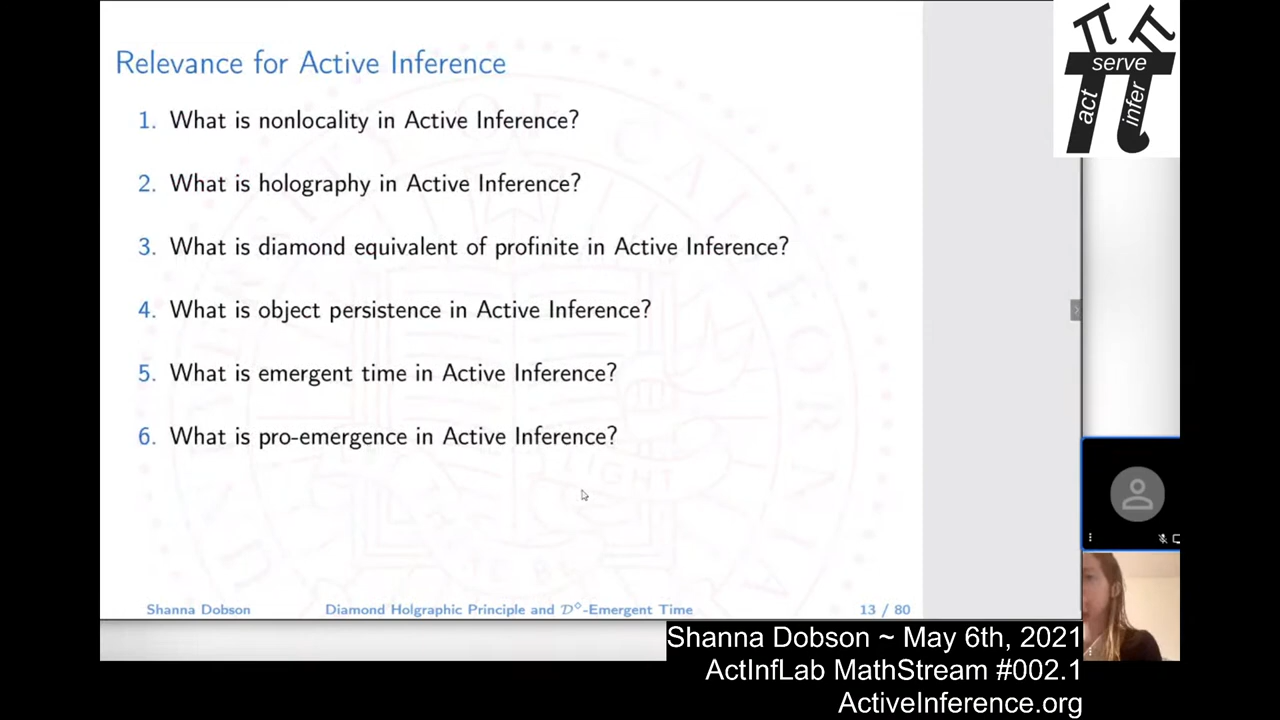 Relevance for Active Inference
1. What is nonlocality in Active Inference?
2. What is holography in Active Inference?
3. What is diamond equivalent of profinite in Active Inference?
4. What is object persistence in Active Inference?
5. What is emergent time in Active Inference?
6. What is pro-emergence in Active Inference?
Shanna Dobson Diamond Holgraphic Principle and 𝒟◇-Emergent Time 13 / 80
serve
act
infer
Shanna Dobson ~ May 6th, 2021
ActInfLab MathStream #002.1
ActiveInference.org